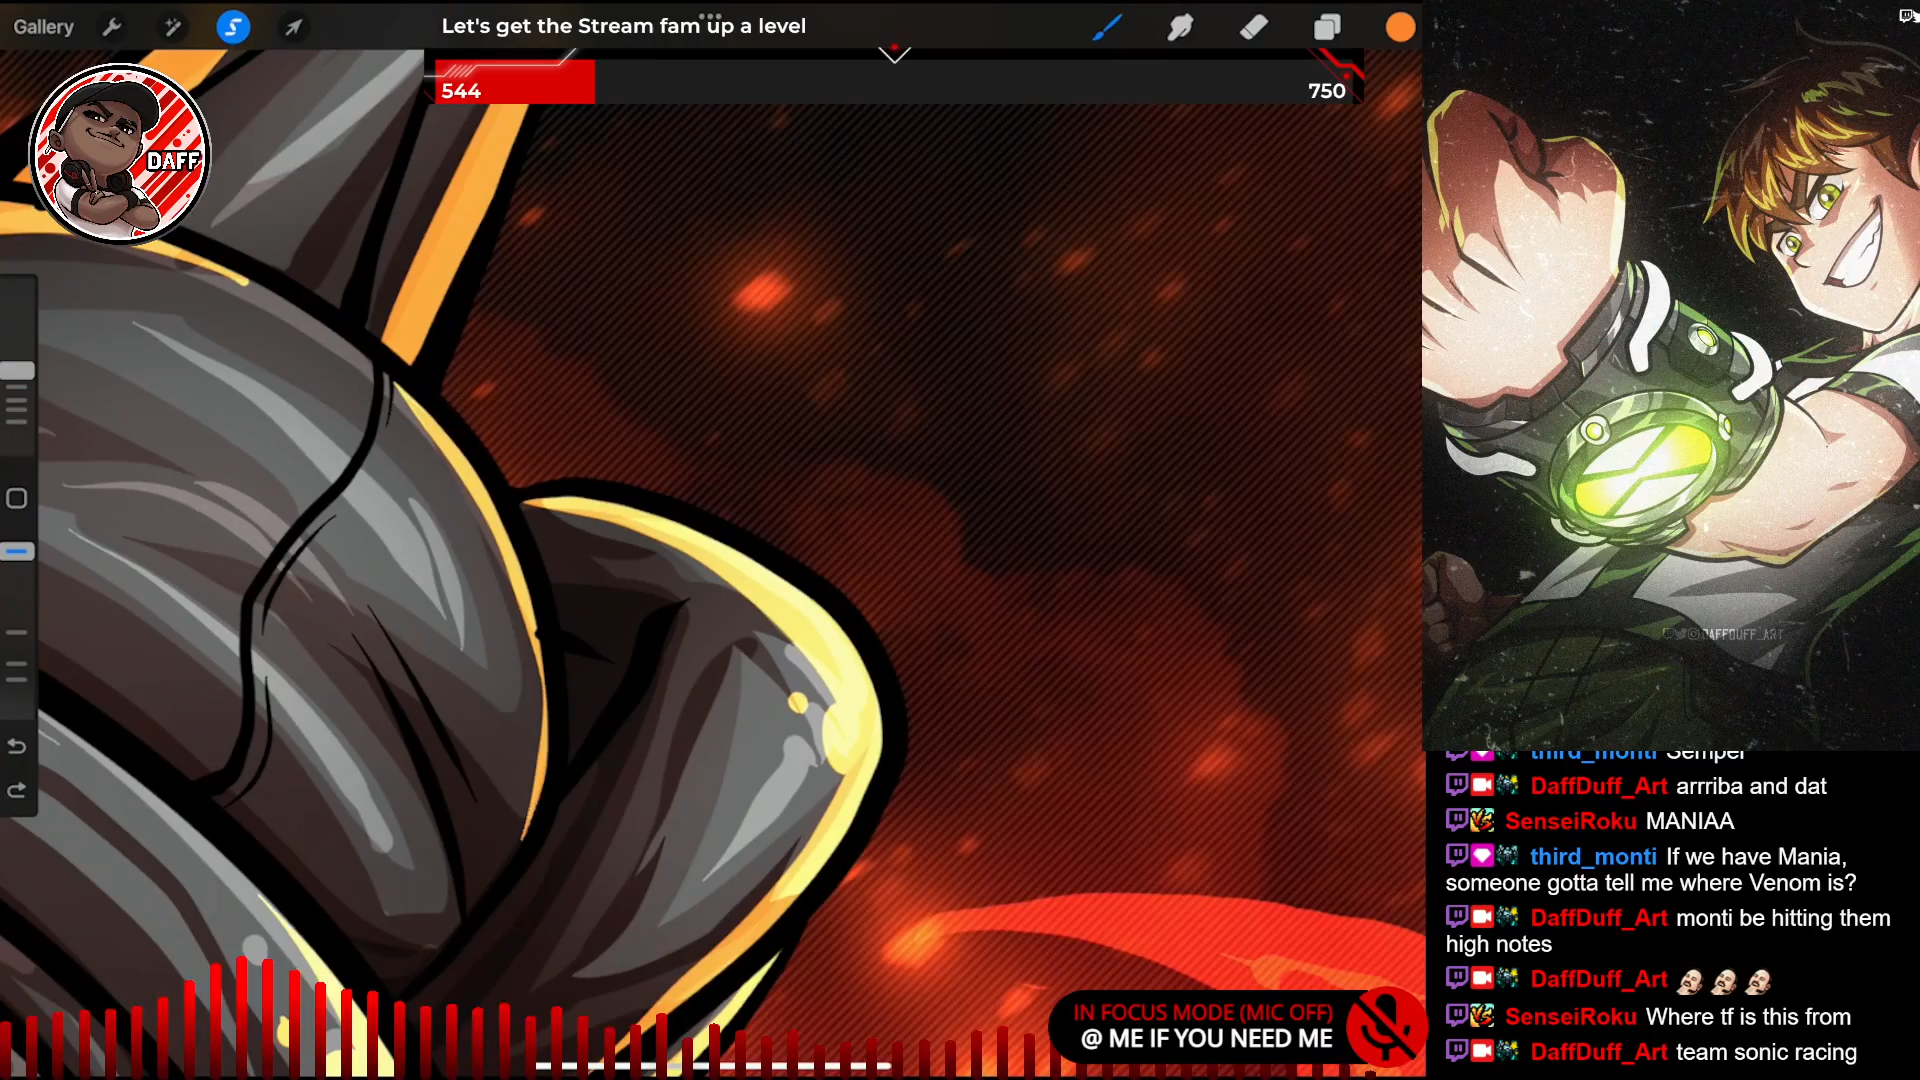 Gallery
Let's get the Stream fam up a level
544
750
DAFF
DAFFDUFF_ART
third_monti Semper
DaffDuff_Art arrriba and dat
SenseiRoku MANIAA
third_monti If we have Mania,
someone gotta tell me where Venom is?
DaffDuff_Art monti be hitting them
high notes
DaffDuff_Art
SenseiRoku Where tf is this from
DaffDuff_Art team sonic racing
IN FOCUS MODE (MIC OFF)
@ ME IF YOU NEED ME